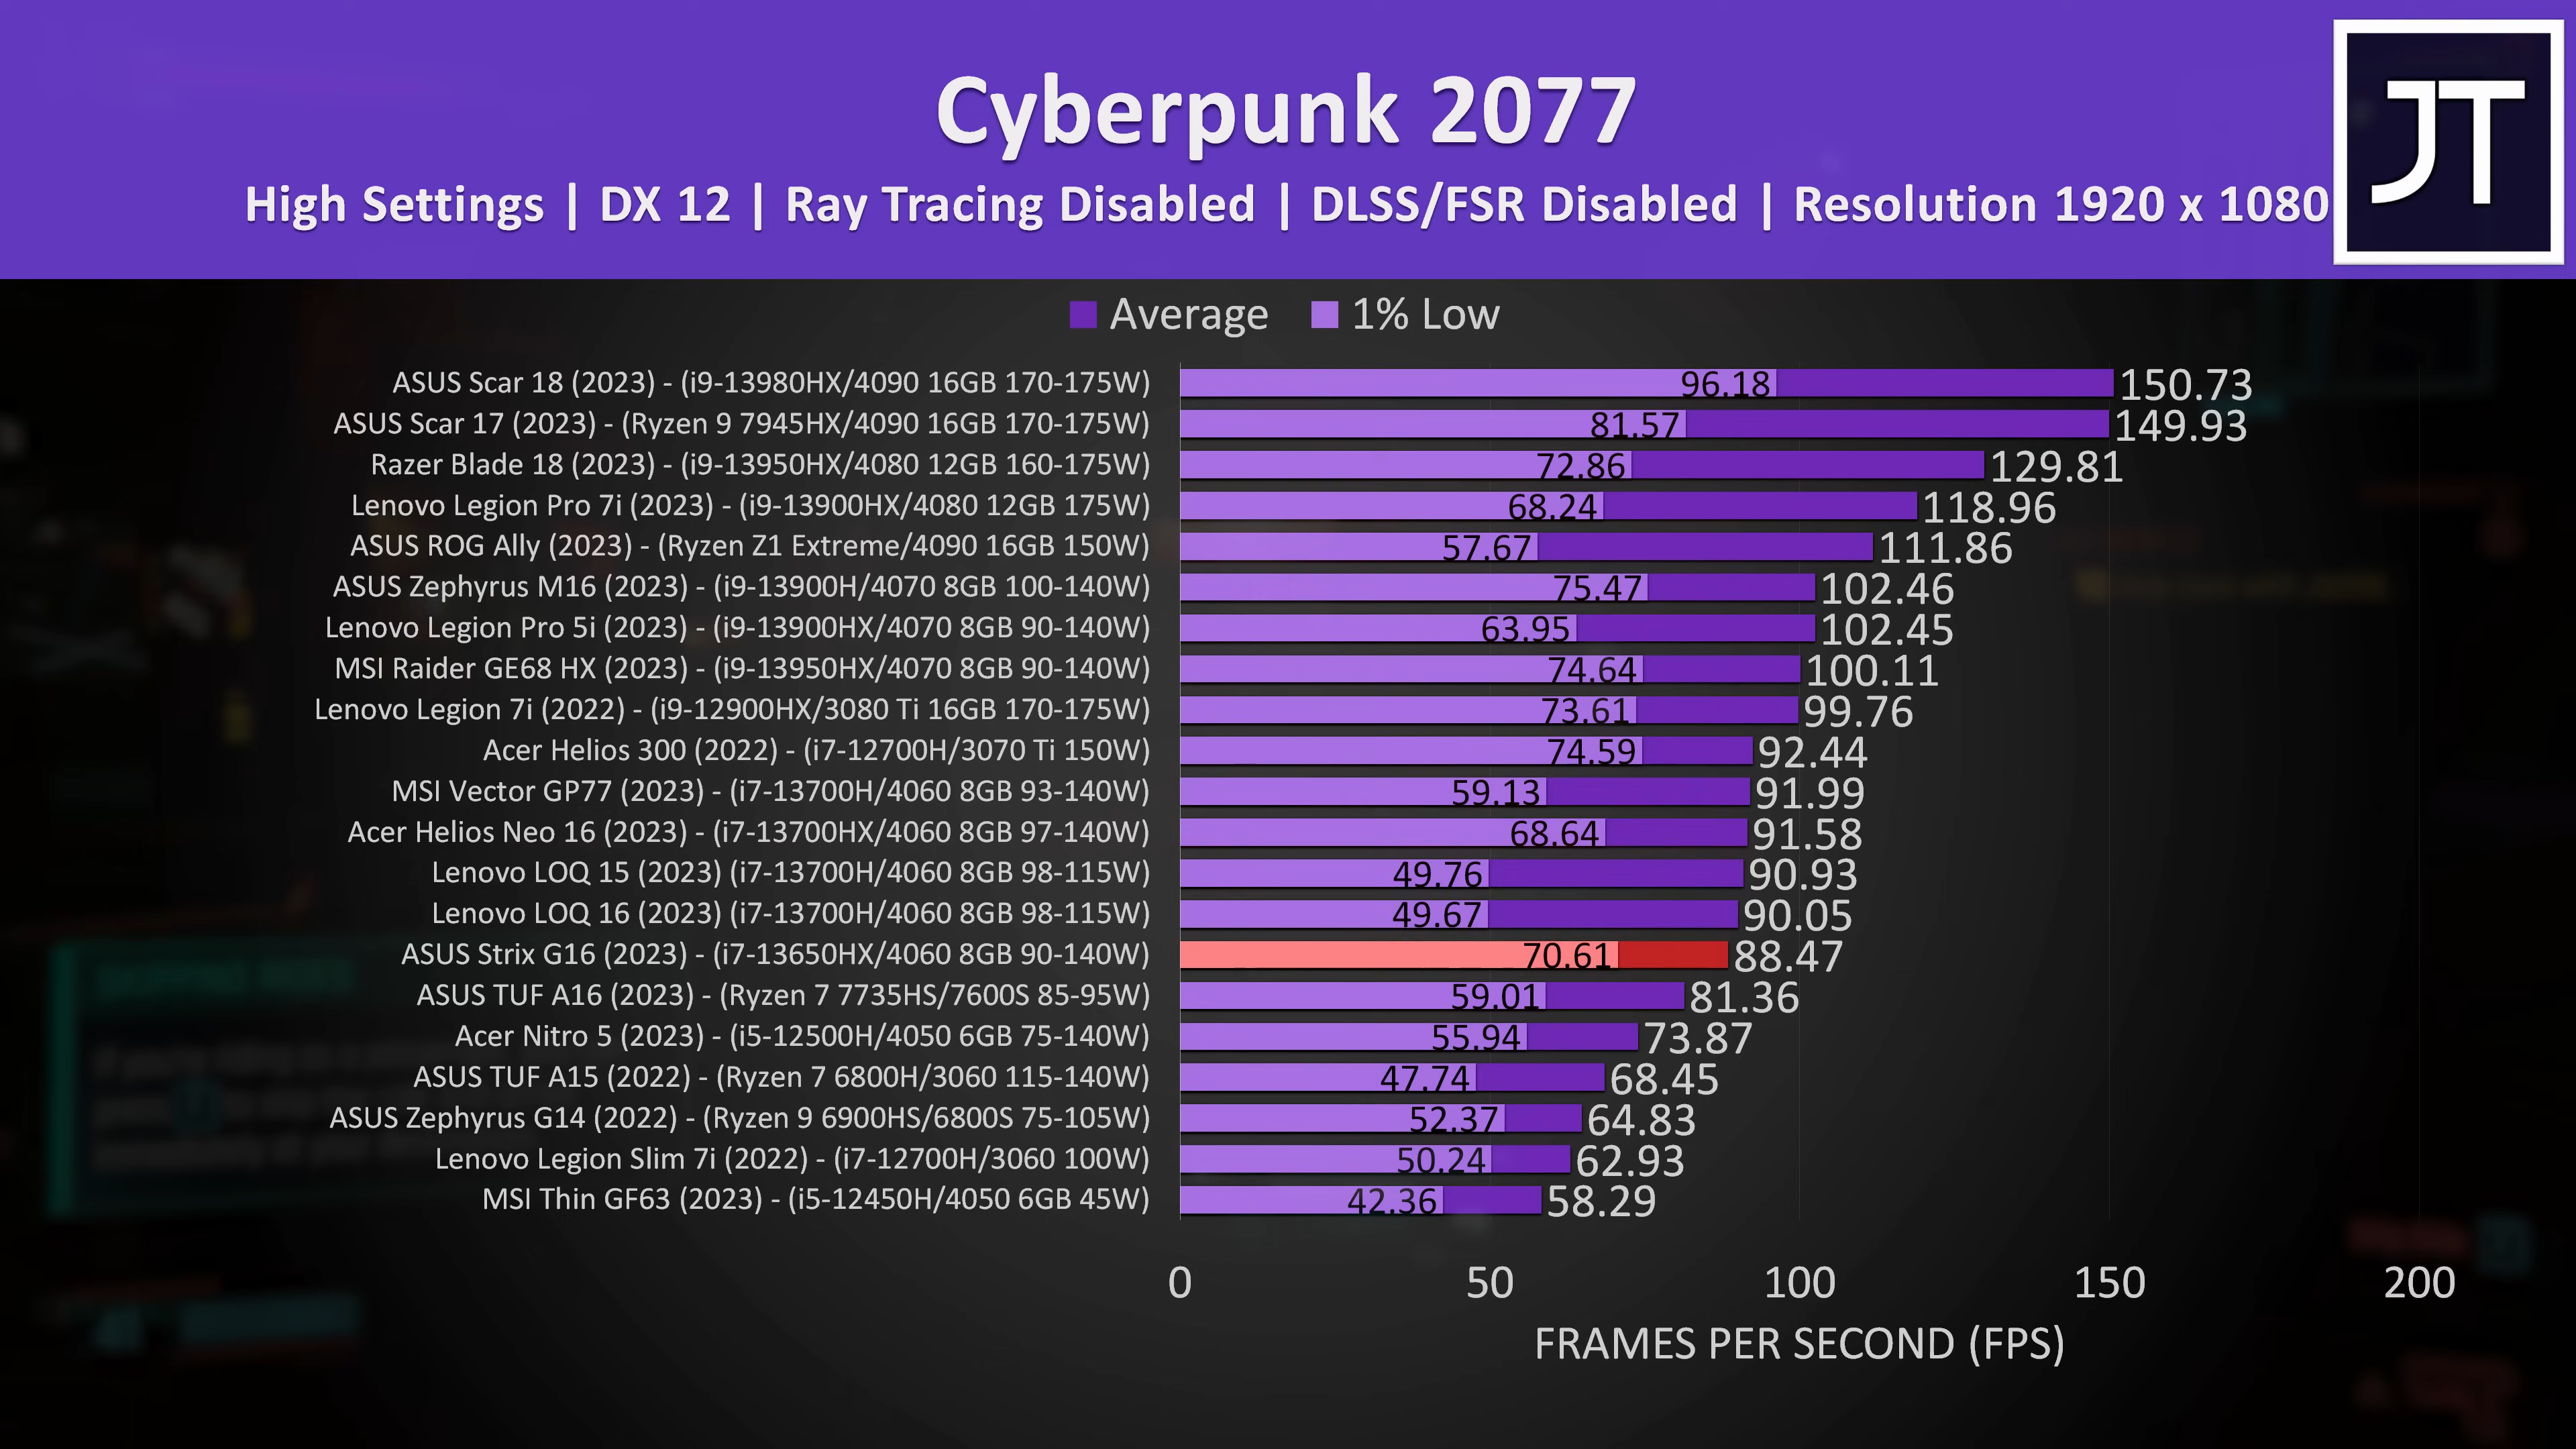 Cyberpunk 2077
High Settings | DX 12 | Ray Tracing Disabled | DLSS/FSR Disabled | Resolution 1920 x 1080
JT
Average 1% Low
ASUS Scar 18 (2023) - (i9-13980HX/4090 16GB 170-175W) 96.18 150.73
ASUS Scar 17 (2023) - (Ryzen 9 7945HX/4090 16GB 170-175W) 81.57 149.93
Razer Blade 18 (2023) - (i9-13950HX/4080 12GB 160-175W) 72.86 129.81
Lenovo Legion Pro 7i (2023) - (i9-13900HX/4080 12GB 175W) 68.24 118.96
ASUS ROG Ally (2023) - (Ryzen Z1 Extreme/4090 16GB 150W) 57.67 111.86
ASUS Zephyrus M16 (2023) - (i9-13900H/4070 8GB 100-140W) 75.47 102.46
Lenovo Legion Pro 5i (2023) - (i9-13900HX/4070 8GB 90-140W) 63.95 102.45
MSI Raider GE68 HX (2023) - (i9-13950HX/4070 8GB 90-140W) 74.64 100.11
Lenovo Legion 7i (2022) - (i9-12900HX/3080 Ti 16GB 170-175W) 73.61 99.76
Acer Helios 300 (2022) - (i7-12700H/3070 Ti 150W) 74.59 92.44
MSI Vector GP77 (2023) - (i7-13700H/4060 8GB 93-140W) 59.13 91.99
Acer Helios Neo 16 (2023) - (i7-13700HX/4060 8GB 97-140W) 68.64 91.58
Lenovo LOQ 15 (2023) (i7-13700H/4060 8GB 98-115W) 49.76 90.93
Lenovo LOQ 16 (2023) (i7-13700H/4060 8GB 98-115W) 49.67 90.05
ASUS Strix G16 (2023) - (i7-13650HX/4060 8GB 90-140W) 70.61 88.47
ASUS TUF A16 (2023) - (Ryzen 7 7735HS/7600S 85-95W) 59.01 81.36
Acer Nitro 5 (2023) - (i5-12500H/4050 6GB 75-140W) 55.94 73.87
ASUS TUF A15 (2022) - (Ryzen 7 6800H/3060 115-140W) 47.74 68.45
ASUS Zephyrus G14 (2022) - (Ryzen 9 6900HS/6800S 75-105W) 52.37 64.83
Lenovo Legion Slim 7i (2022) - (i7-12700H/3060 100W) 50.24 62.93
MSI Thin GF63 (2023) - (i5-12450H/4050 6GB 45W) 42.36 58.29
0 50 100 150 200
FRAMES PER SECOND (FPS)